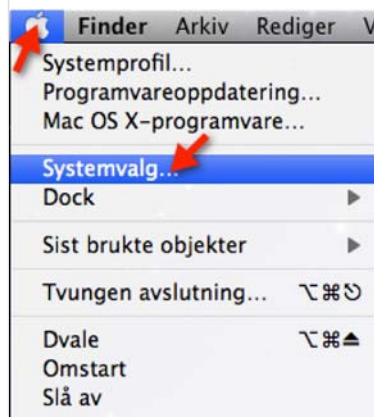 Finder Arkiv Rediger V
Systemprofil...
Programvareoppdatering...
Mac OS X-programvare...
Systemvalg...
Dock ▶
Sist brukte objekter ▶
Tvungen avslutning... ⌥⌘⎋
Dvale ⌥⌘⏏
Omstart
Slå av